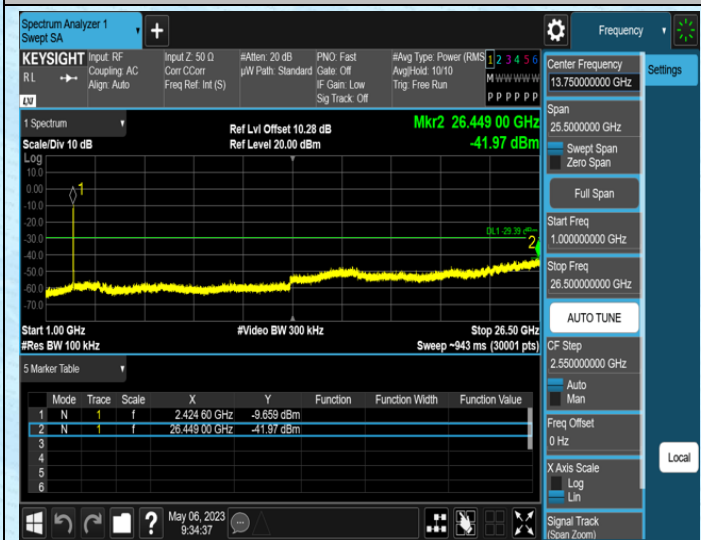 Spectrum Analyzer 1
Swept SA
Frequency
KEYSIGHT
RL
LXI
Input: RF
Coupling: AC
Align: Auto
Input Z: 50 Ω
Corr CCorr
Freq Ref: Int (S)
#Atten: 20 dB
µW Path: Standard
PNO: Fast
Gate: Off
IF Gain: Low
Sig Track: Off
#Avg Type: Power (RMS
Avg|Hold: 10/10
Trig: Free Run
1 2 3 4 5 6
M W W W W W
P P P P P P
1 Spectrum
Scale/Div 10 dB
Ref Lvl Offset 10.28 dB
Ref Level 20.00 dBm
Mkr2 26.449 00 GHz
-41.97 dBm
Log
10.0
0.00
-10.0
-20.0
-30.0
-40.0
-50.0
-60.0
-70.0
1
DL1 -29.39 dBm
2
Start 1.00 GHz
#Res BW 100 kHz
#Video BW 300 kHz
Stop 26.50 GHz
Sweep ~943 ms (30001 pts)
5 Marker Table
Mode Trace Scale X Y Function Function Width Function Value
1 N 1 f 2.424 60 GHz -9.659 dBm
2 N 1 f 26.449 00 GHz -41.97 dBm
3
4
5
6
?
May 06, 2023
9:34:37
Center Frequency
13.750000000 GHz
Settings
Span
25.5000000 GHz
Swept Span
Zero Span
Full Span
Start Freq
1.000000000 GHz
Stop Freq
26.500000000 GHz
AUTO TUNE
CF Step
2.550000000 GHz
Auto
Man
Freq Offset
0 Hz
X Axis Scale
Log
Lin
Signal Track
(Span Zoom)
Local